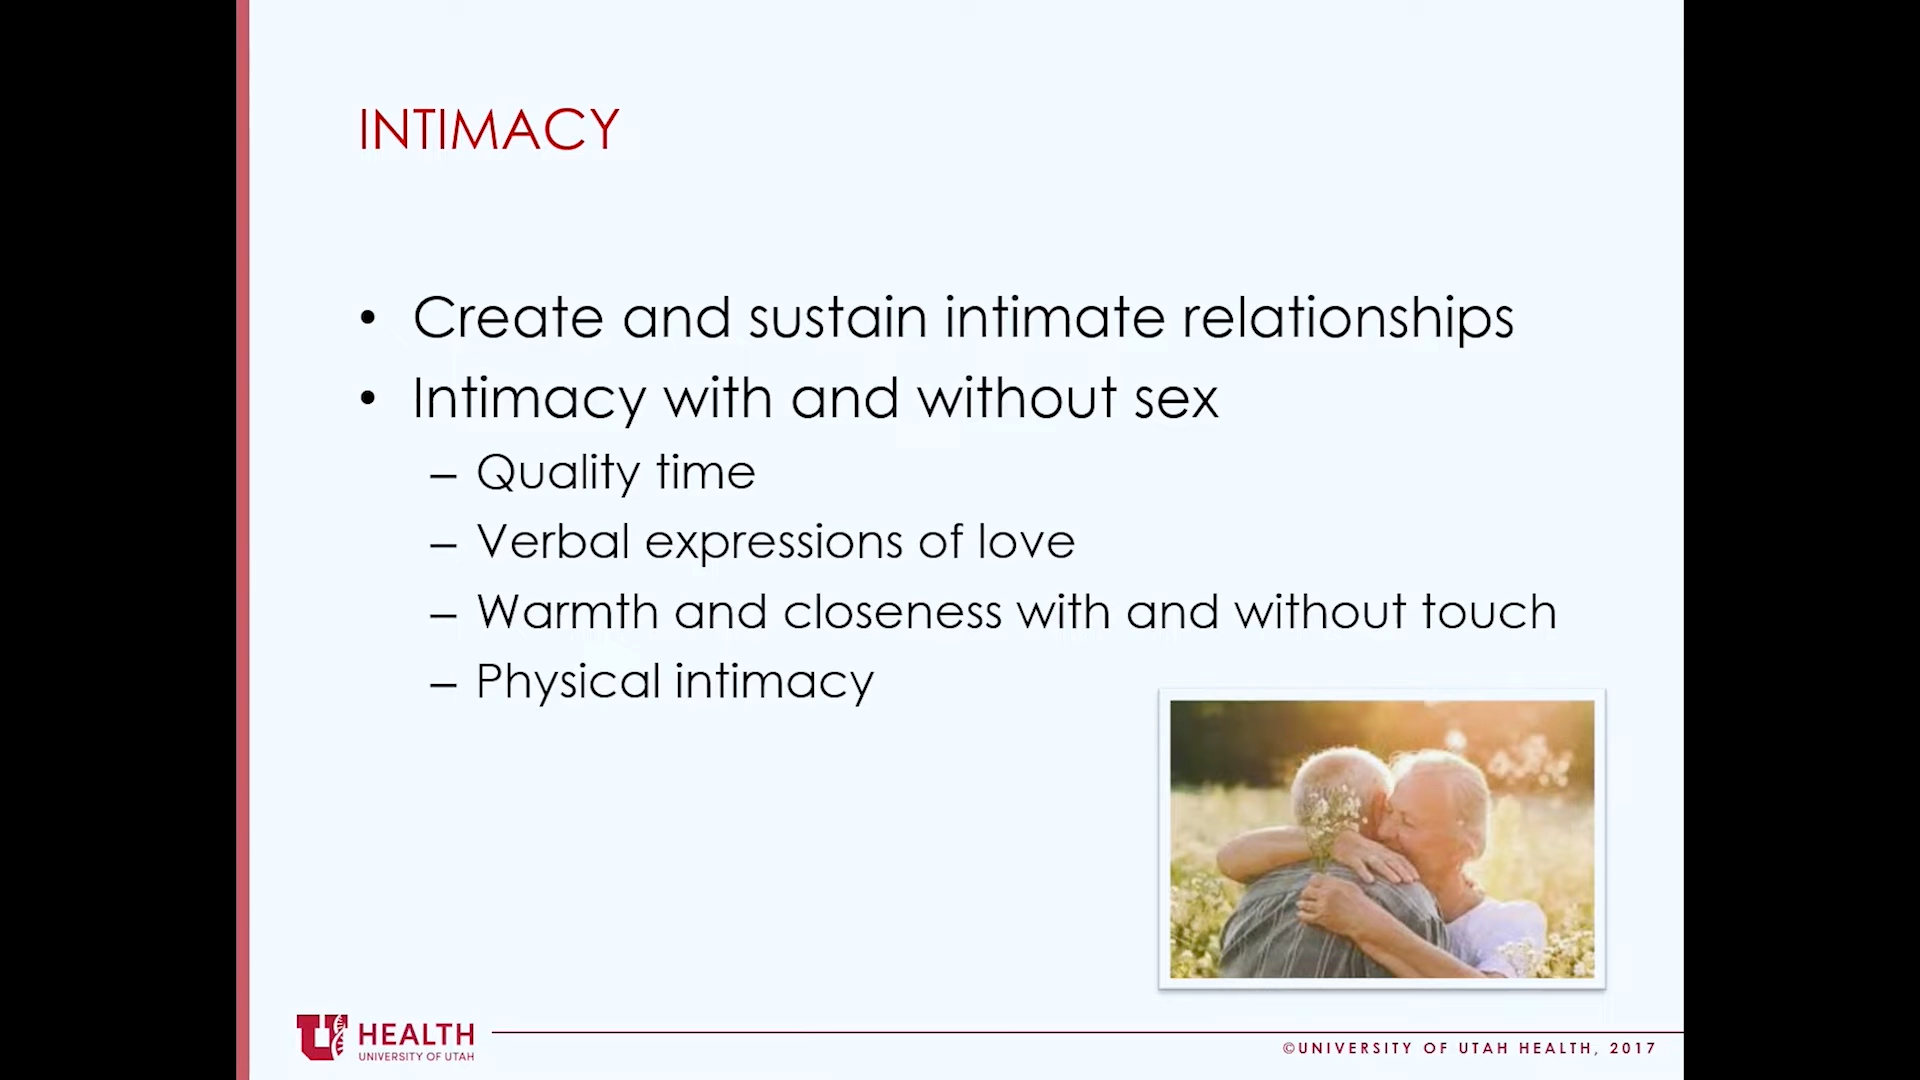 INTIMACY
• Create and sustain intimate relationships
• Intimacy with and without sex
– Quality time
– Verbal expressions of love
– Warmth and closeness with and without touch
– Physical intimacy
U HEALTH
UNIVERSITY OF UTAH
©UNIVERSITY OF UTAH HEALTH, 2017